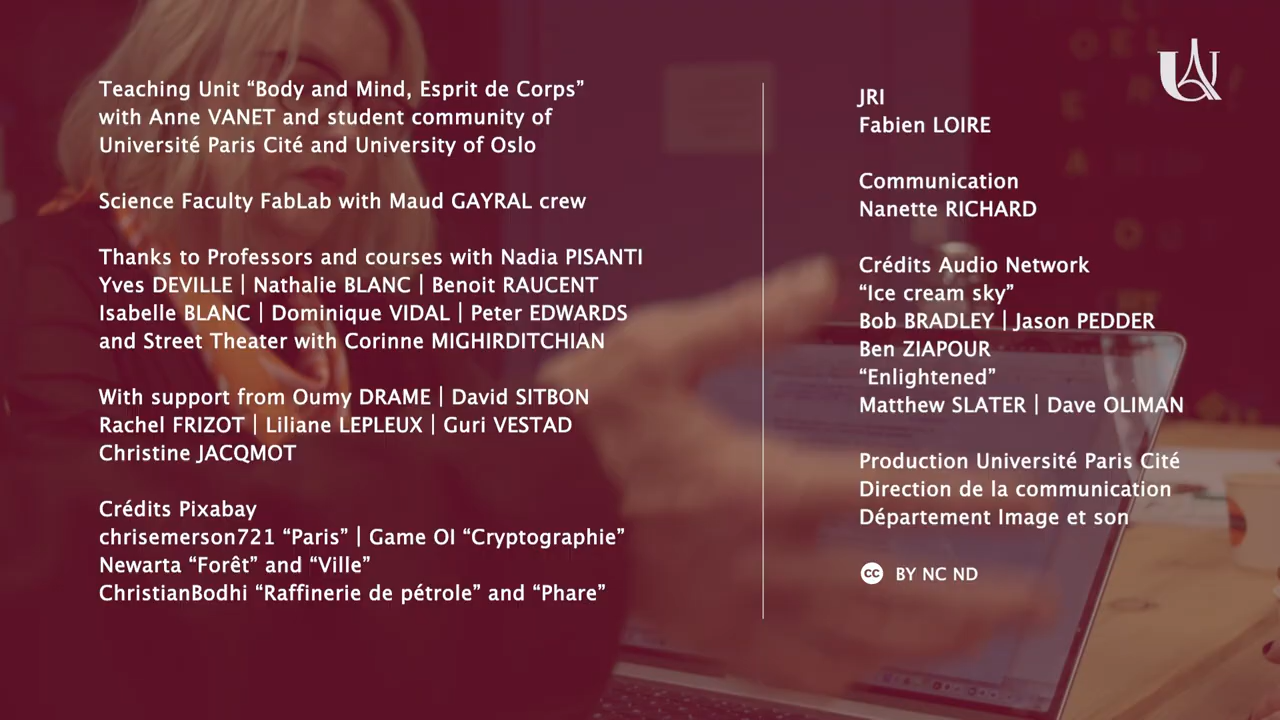 Teaching Unit “Body and Mind, Esprit de Corps”
with Anne VANET and student community of
Université Paris Cité and University of Oslo
Science Faculty FabLab with Maud GAYRAL crew
Thanks to Professors and courses with Nadia PISANTI
Yves DEVILLE | Nathalie BLANC | Benoit RAUCENT
Isabelle BLANC | Dominique VIDAL | Peter EDWARDS
and Street Theater with Corinne MIGHIRDITCHIAN
With support from Oumy DRAME | David SITBON
Rachel FRIZOT | Liliane LEPLEUX | Guri VESTAD
Christine JACQMOT
Crédits Pixabay
chrisemerson721 “Paris” | Game OI “Cryptographie”
Newarta “Forêt” and “Ville”
ChristianBodhi “Raffinerie de pétrole” and “Phare”
JRI
Fabien LOIRE
Communication
Nanette RICHARD
Crédits Audio Network
“Ice cream sky”
Bob BRADLEY | Jason PEDDER
Ben ZIAPOUR
“Enlightened”
Matthew SLATER | Dave OLIMAN
Production Université Paris Cité
Direction de la communication
Département Image et son
cc BY NC ND